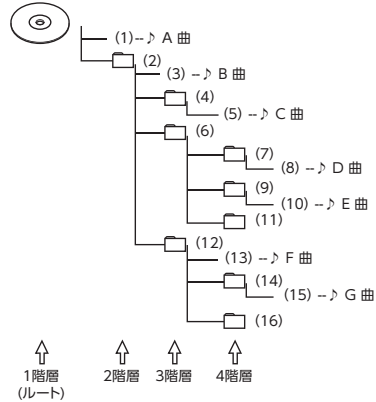 (1)--♪ A 曲
(2)
(3) --♪ B 曲
(4)
(5) --♪ C 曲
(6)
(7)
(8) --♪ D 曲
(9)
(10) --♪ E 曲
(11)
(12)
(13) --♪ F 曲
(14)
(15) --♪ G 曲
(16)
1階層 2階層 3階層 4階層
(ルート)